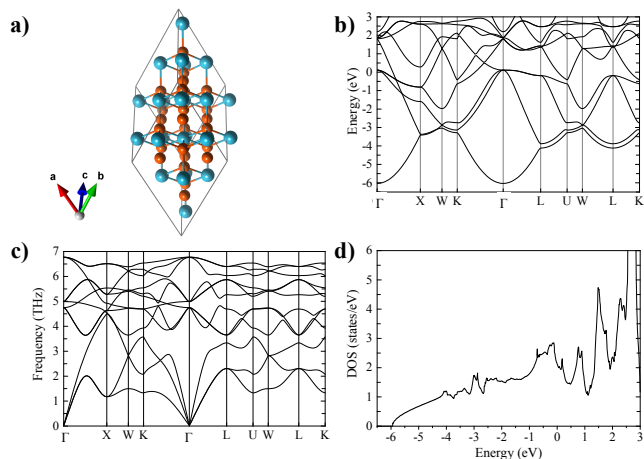 a)
a
c
b
b)
Energy (eV)
3
2
1
0
-1
-2
-3
-4
-5
-6
Γ X W K Γ L U W L K
c)
Frequency (THz)
7
6
5
4
3
2
1
0
Γ X W K Γ L U W L K
d)
DOS (states/eV)
6
5
4
3
2
1
0
-6 -5 -4 -3 -2 -1 0 1 2 3
Energy (eV)